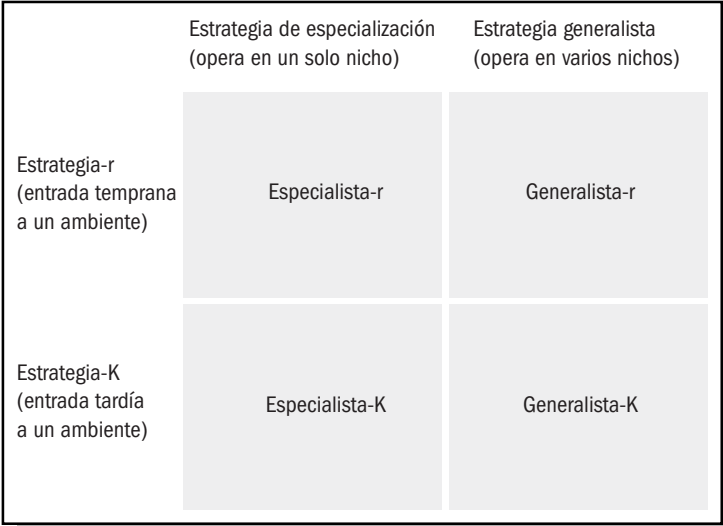 Estrategia de especialización
(opera en un solo nicho)
Estrategia generalista
(opera en varios nichos)
Estrategia-r
(entrada temprana
a un ambiente)
Especialista-r
Generalista-r
Estrategia-K
(entrada tardía
a un ambiente)
Especialista-K
Generalista-K